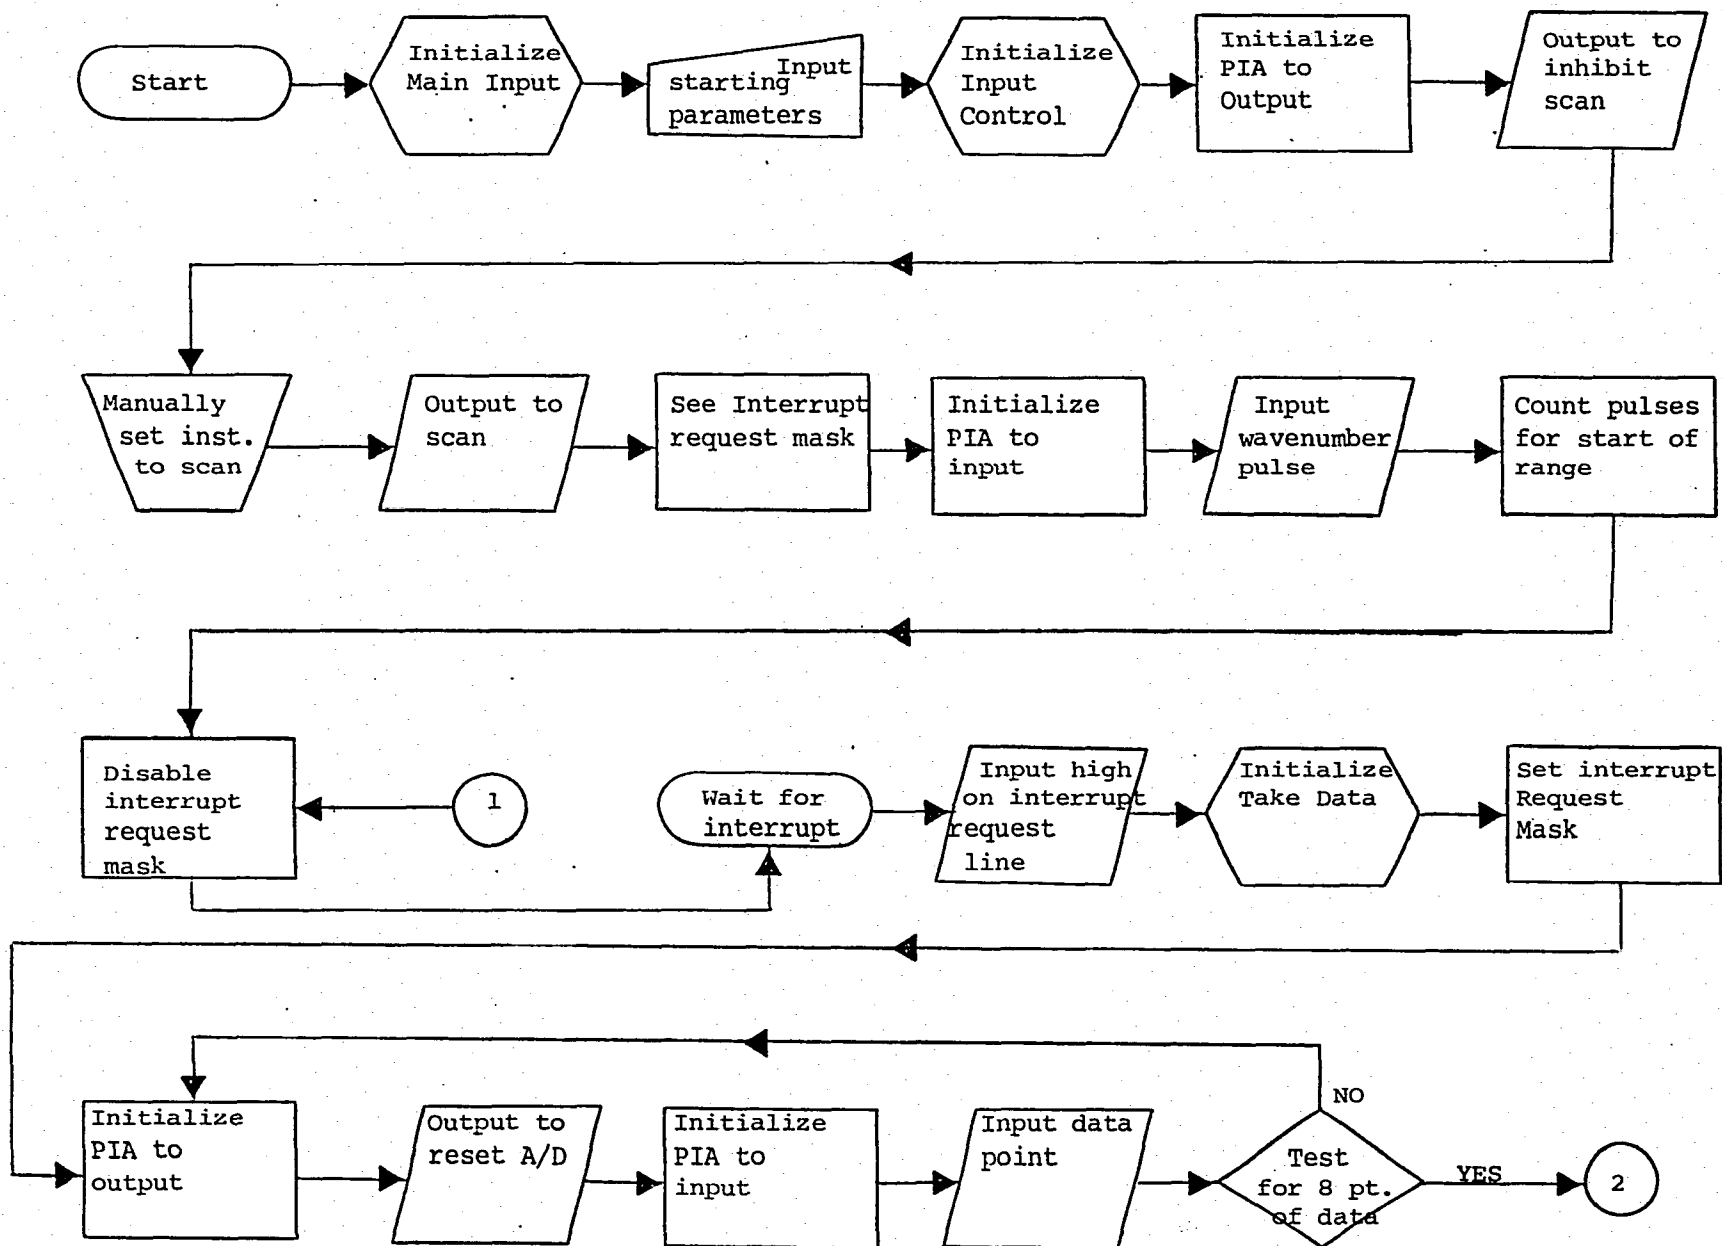 Start
Initialize
Main Input
Input
starting
parameters
Initialize
Input
Control
Initialize
PIA to
Output
Output to
inhibit
scan
Manually
set inst.
to scan
Output to
scan
See Interrupt
request mask
Initialize
PIA to
input
Input
wavenumber
pulse
Count pulses
for start of
range
Disable
interrupt
request
mask
1
Wait for
interrupt
Input high
on interrupt
request
line
Initialize
Take Data
Set interrupt
Request
Mask
Initialize
PIA to
output
Output to
reset A/D
Initialize
PIA to
input
Input data
point
NO
Test
for 8 pt.
of data
YES
2